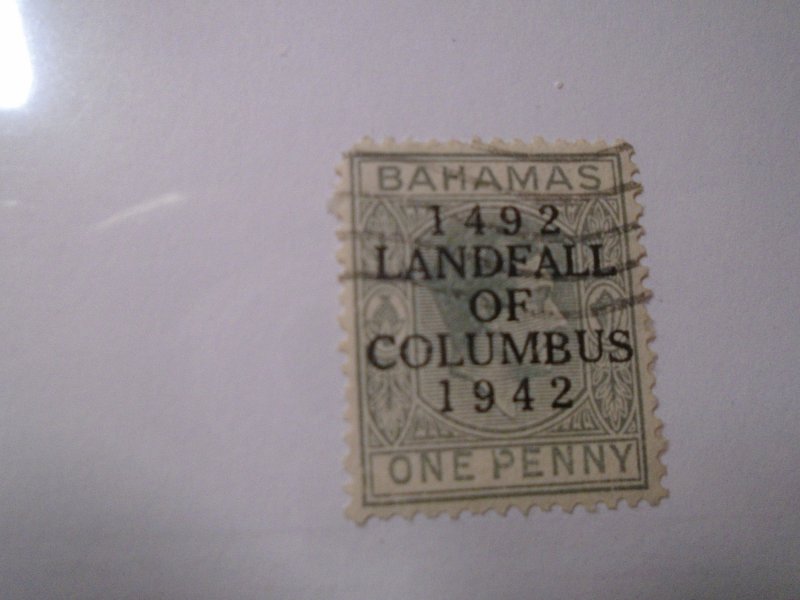 BAHAMAS
1492
LANDFALL
OF
COLUMBUS
1942
ONE PENNY